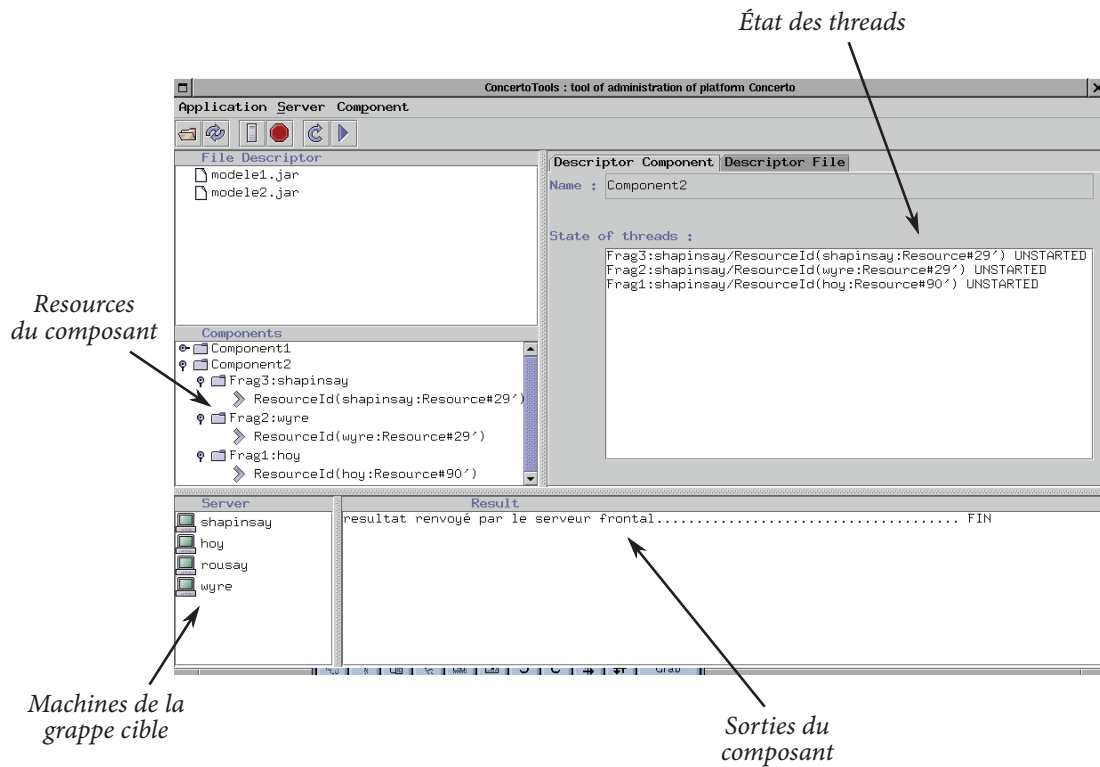 État des threads
ConcertoTools : tool of administration of platform Concerto
Application Server Component
File Descriptor
modele1.jar
modele2.jar
Descriptor Component Descriptor File
Name : Component2
State of threads :
Frag3:shapinsay/ResourceId(shapinsay:Resource#29') UNSTARTED
Frag2:shapinsay/ResourceId(wyre:Resource#29') UNSTARTED
Frag1:shapinsay/ResourceId(hoy:Resource#90') UNSTARTED
Resources
du composant
Components
Component1
Component2
Frag3:shapinsay
ResourceId(shapinsay:Resource#29')
Frag2:wyre
ResourceId(wyre:Resource#29')
Frag1:hoy
ResourceId(hoy:Resource#90')
Server
shapinsay
hoy
rousay
wyre
Result
resultat renvoyé par le serveur frontal..................................... FIN
Machines de la
grappe cible
Sorties du
composant